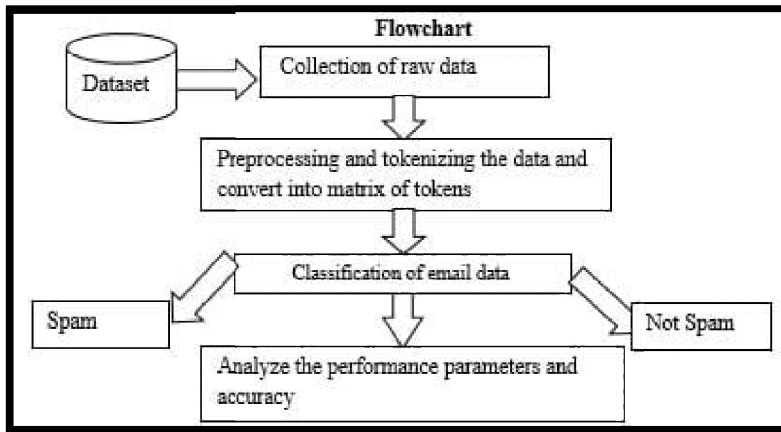 Flowchart
Dataset
Collection of raw data
Preprocessing and tokenizing the data and
convert into matrix of tokens
Classification of email data
Spam
Not Spam
Analyze the performance parameters and
accuracy